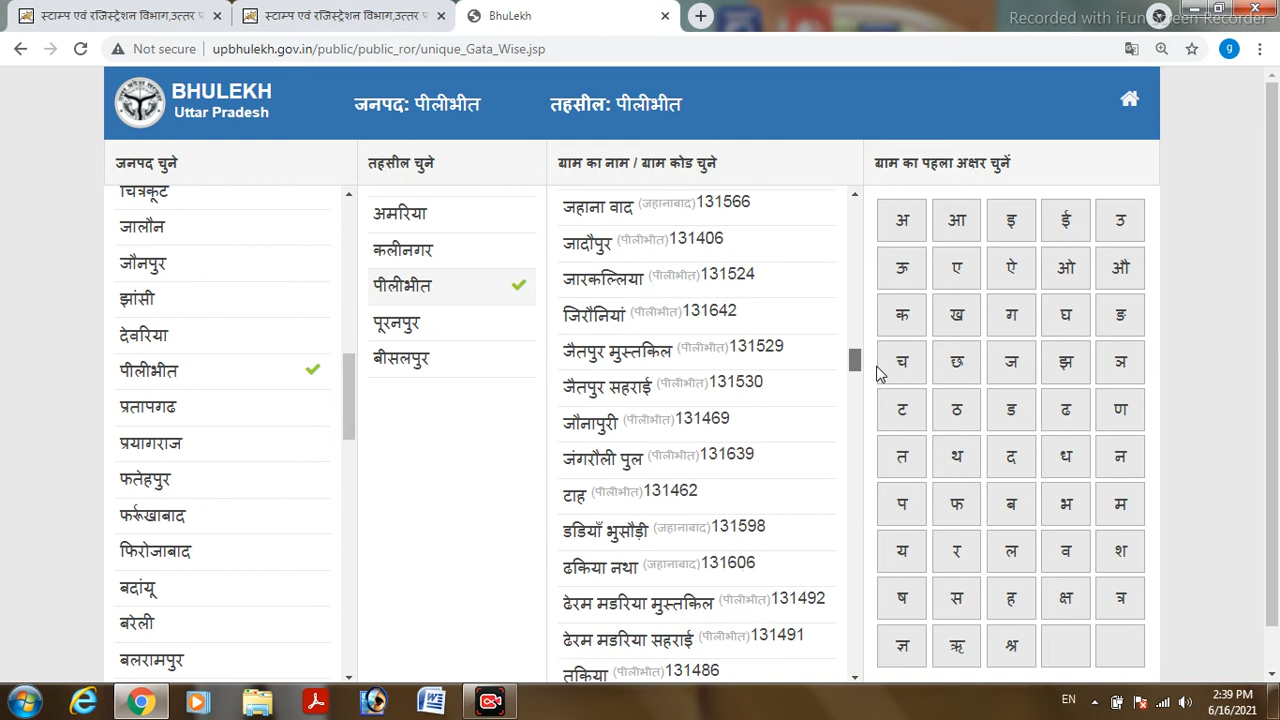 स्टाम्प एवं रजिस्ट्रेशन विभाग,उत्तर प्र
स्टाम्प एवं रजिस्ट्रेशन विभाग,उत्तर प्र
BhuLekh
Recorded with iFun Screen Recorder
Not secure
upbhulekh.gov.in/public/public_ror/unique_Gata_Wise.jsp
g
BHULEKH
Uttar Pradesh
जनपद: पीलीभीत
तहसील: पीलीभीत
जनपद चुने
तहसील चुने
ग्राम का नाम / ग्राम कोड चुने
ग्राम का पहला अक्षर चुनें
चित्रकूट
जालौन
जौनपुर
झांसी
देवरिया
पीलीभीत
प्रतापगढ
प्रयागराज
फतेहपुर
फर्रूखाबाद
फिरोजाबाद
बदांयू
बरेली
बलरामपुर
अमरिया
कलीनगर
पीलीभीत
पूरनपुर
बीसलपुर
जहाना वाद (जहानाबाद)131566
जादौपुर (पीलीभीत)131406
जारकल्लिया (पीलीभीत)131524
जिरौनियां (पीलीभीत)131642
जैतपुर मुस्तकिल (पीलीभीत)131529
जैतपुर सहराई (पीलीभीत)131530
जौनापुरी (पीलीभीत)131469
जंगरौली पुल (पीलीभीत)131639
टाह (पीलीभीत)131462
डडियाँ भुसौड़ी (जहानाबाद)131598
ढकिया नथा (जहानाबाद)131606
ढेरम मडरिया मुस्तकिल (पीलीभीत)131492
ढेरम मडरिया सहराई (पीलीभीत)131491
तकिया (पीलीभीत)131486
अ आ इ ई उ
ऊ ए ऐ ओ औ
क ख ग घ ङ
च छ ज झ ञ
ट ठ ड ढ ण
त थ द ध न
प फ ब भ म
य र ल व श
ष स ह क्ष त्र
ज्ञ ऋ श्र
EN
2:39 PM
6/16/2021